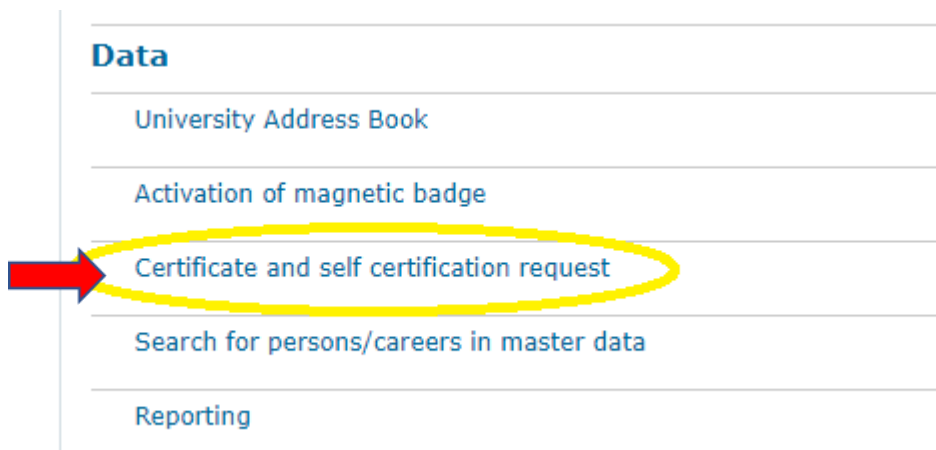 Data
University Address Book
Activation of magnetic badge
Certificate and self certification request
Search for persons/careers in master data
Reporting